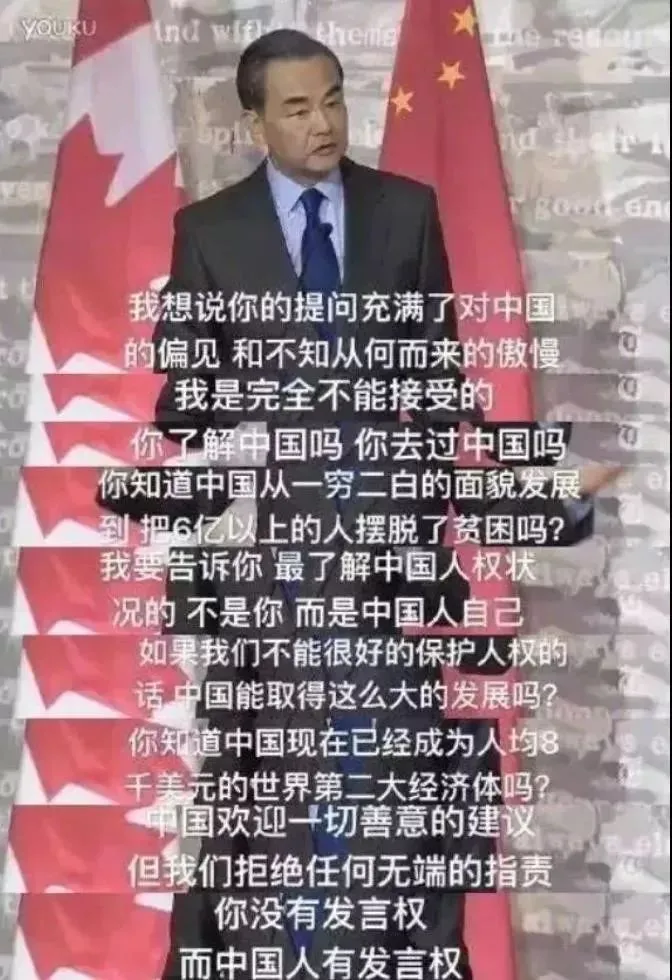 YOUKU
我想说你的提问充满了对中国
的偏见 和不知从何而来的傲慢
我是完全不能接受的
你了解中国吗 你去过中国吗
你知道中国从一穷二白的面貌发展
到 把6亿以上的人摆脱了贫困吗?
我要告诉你 最了解中国人权状
况的 不是你 而是中国人自己
如果我们不能很好的保护人权的
话 中国能取得这么大的发展吗?
你知道中国现在已经成为人均8
千美元的世界第二大经济体吗?
中国欢迎一切善意的建议
但我们拒绝任何无端的指责
你没有发言权
而中国人有发言权